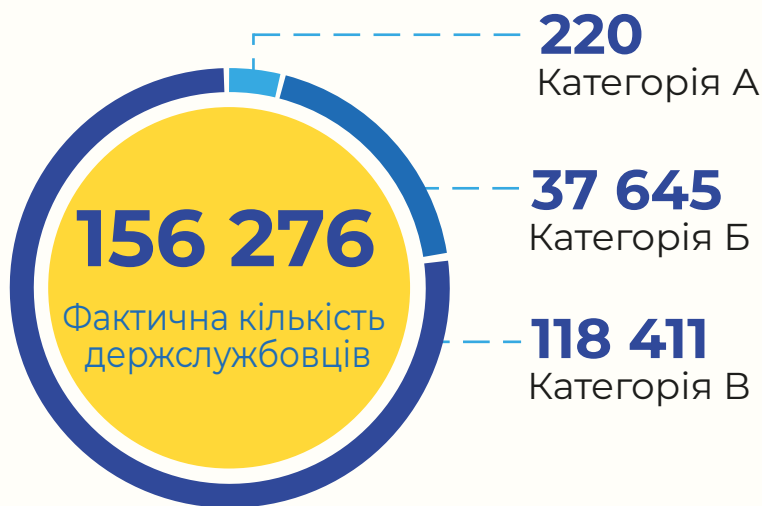 220
Категорія А
37 645
Категорія Б
118 411
Категорія В
156 276
Фактична кількість
держслужбовців